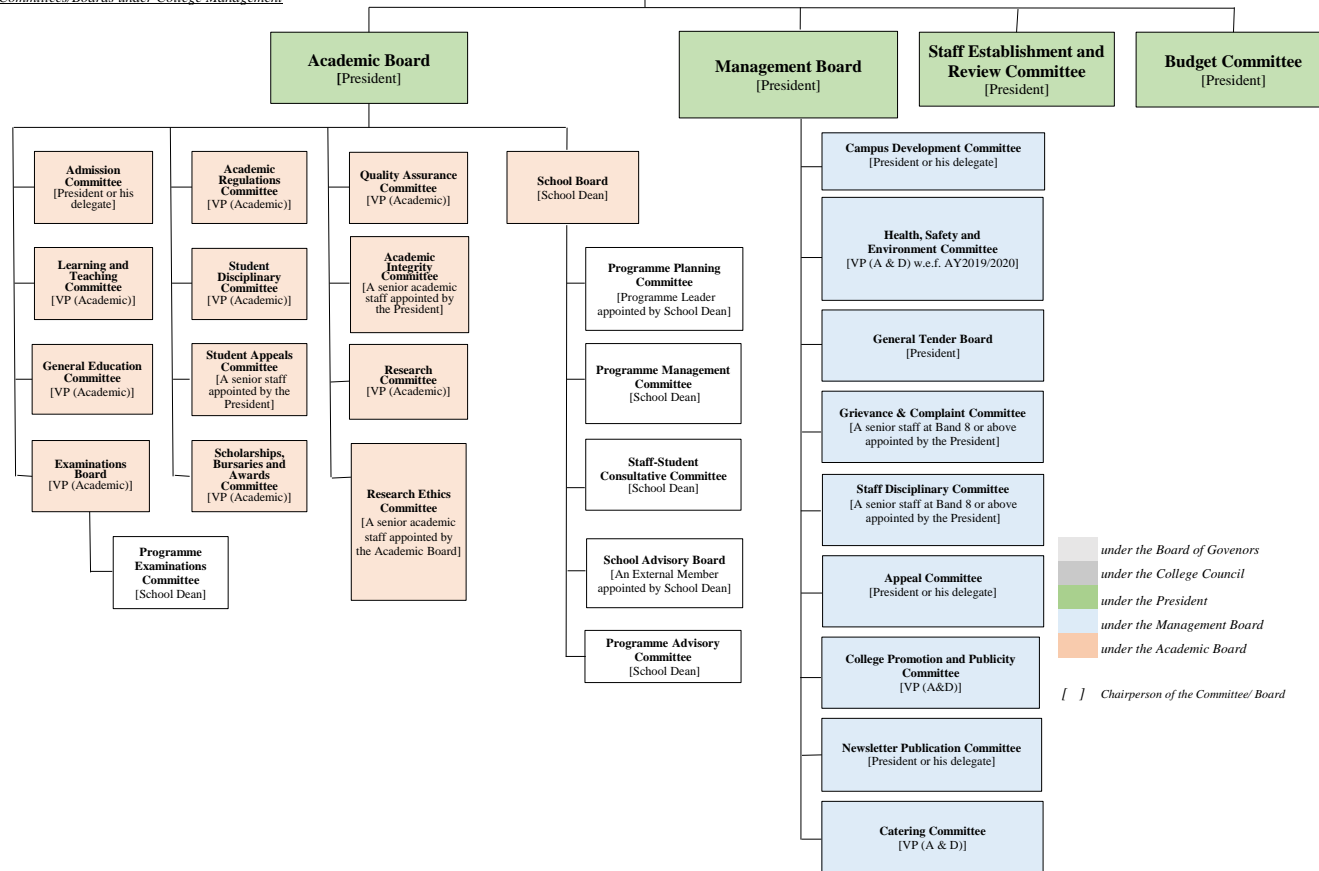 Committees/Boards under College Management
Academic Board
[President]
Management Board
[President]
Staff Establishment and
Review Committee
[President]
Budget Committee
[President]
Admission
Committee
[President or his
delegate]
Learning and
Teaching
Committee
[VP (Academic)]
General Education
Committee
[VP (Academic)]
Examinations
Board
[VP (Academic)]
Programme
Examinations
Committee
[School Dean]
Academic
Regulations
Committee
[VP (Academic)]
Student
Disciplinary
Committee
[VP (Academic)]
Student Appeals
Committee
[A senior staff
appointed by the
President]
Scholarships,
Bursaries and
Awards
Committee
[VP (Academic)]
Quality Assurance
Committee
[VP (Academic)]
Academic
Integrity
Committee
[A senior academic
staff appointed by
the President]
Research
Committee
[VP (Academic)]
Research Ethics
Committee
[A senior academic
staff appointed by
the Academic Board]
School Board
[School Dean]
Programme Planning
Committee
[Programme Leader
appointed by School Dean]
Programme Management
Committee
[School Dean]
Staff-Student
Consultative Committee
[School Dean]
School Advisory Board
[An External Member
appointed by School Dean]
Programme Advisory
Committee
[School Dean]
Campus Development Committee
[President or his delegate]
Health, Safety and
Environment Committee
[VP (A & D) w.e.f. AY2019/2020]
General Tender Board
[President]
Grievance & Complaint Committee
[A senior staff at Band 8 or above
appointed by the President]
Staff Disciplinary Committee
[A senior staff at Band 8 or above
appointed by the President]
Appeal Committee
[President or his delegate]
College Promotion and Publicity
Committee
[VP (A&D)]
Newsletter Publication Committee
[President or his delegate]
Catering Committee
[VP (A & D)]
under the Board of Govenors
under the College Council
under the President
under the Management Board
under the Academic Board
[ ] Chairperson of the Committee/ Board